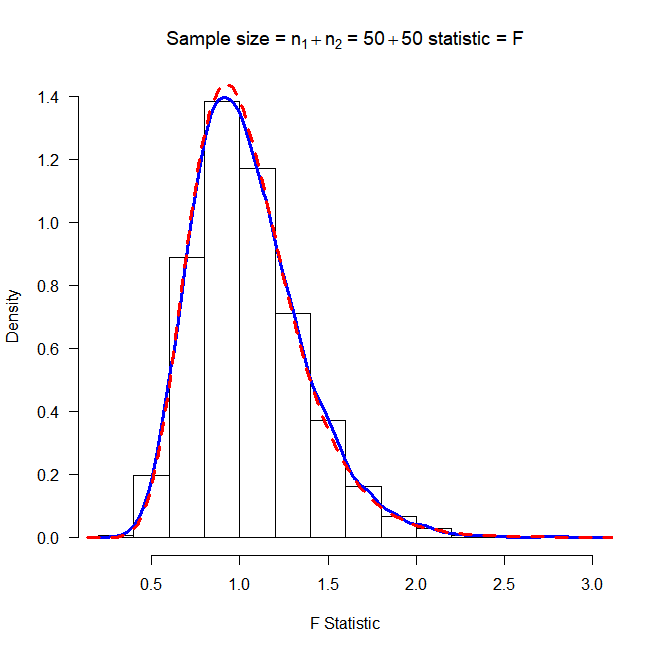 Sample size = n₁+n₂ = 50+50 statistic = F
1.4
1.2
1.0
0.8
0.6
0.4
0.2
0.0
Density
0.5 1.0 1.5 2.0 2.5 3.0
F Statistic